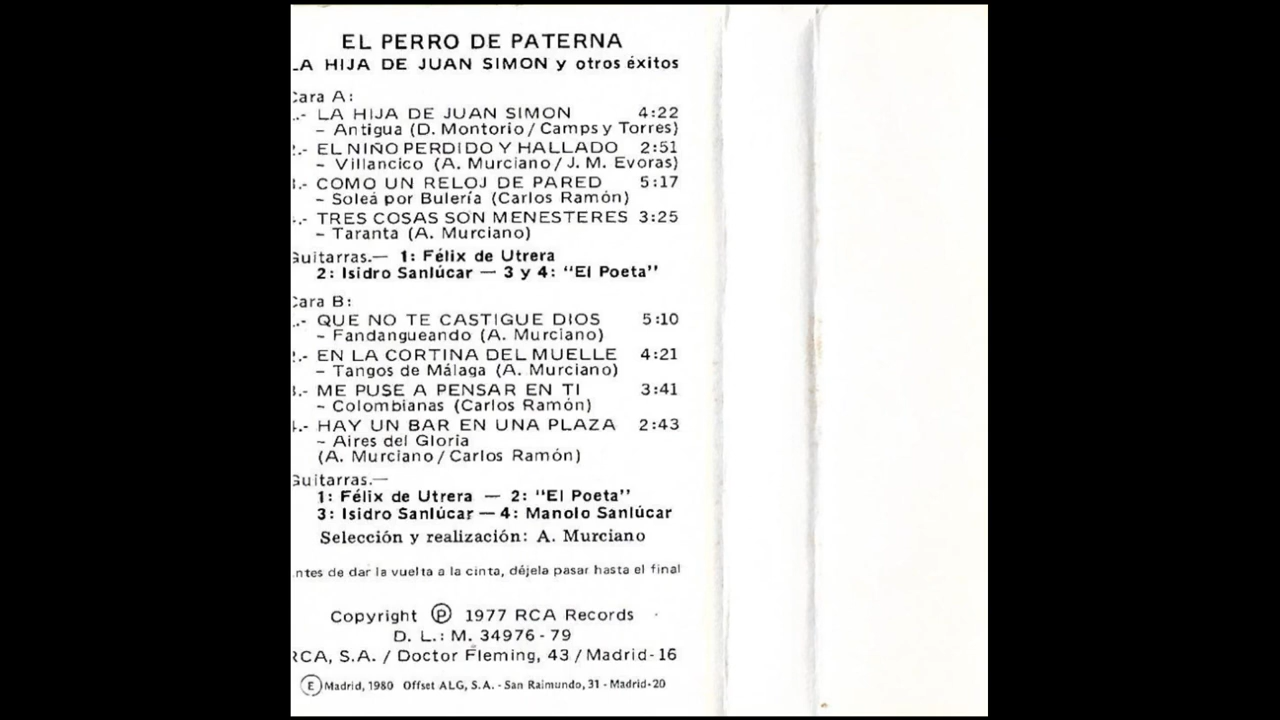 EL PERRO DE PATERNA
LA HIJA DE JUAN SIMON y otros éxitos
Cara A:
.- LA HIJA DE JUAN SIMON 4:22
- Antigua (D. Montorio / Camps y Torres)
2.- EL NIÑO PERDIDO Y HALLADO 2:51
- Villancico (A. Murciano / J. M. Evoras)
3.- COMO UN RELOJ DE PARED 5:17
- Soleá por Bulería (Carlos Ramón)
4.- TRES COSAS SON MENESTERES 3:25
- Taranta (A. Murciano)
Guitarras.— 1: Félix de Utrera
2: Isidro Sanlúcar — 3 y 4: "El Poeta"
Cara B:
.- QUE NO TE CASTIGUE DIOS 5:10
- Fandangueando (A. Murciano)
2.- EN LA CORTINA DEL MUELLE 4:21
- Tangos de Málaga (A. Murciano)
3.- ME PUSE A PENSAR EN TI 3:41
- Colombianas (Carlos Ramón)
4.- HAY UN BAR EN UNA PLAZA 2:43
- Aires del Gloria
(A. Murciano / Carlos Ramón)
Guitarras.—
1: Félix de Utrera — 2: "El Poeta"
3: Isidro Sanlúcar — 4: Manolo Sanlúcar
Selección y realización: A. Murciano
ntes de dar la vuelta a la cinta, déjela pasar hasta el final
Copyright Ⓟ 1977 RCA Records
D. L.: M. 34976-79
RCA, S.A. / Doctor Fleming, 43 / Madrid-16
Ⓔ Madrid, 1980 Offset ALG, S.A. - San Raimundo, 31 - Madrid-20